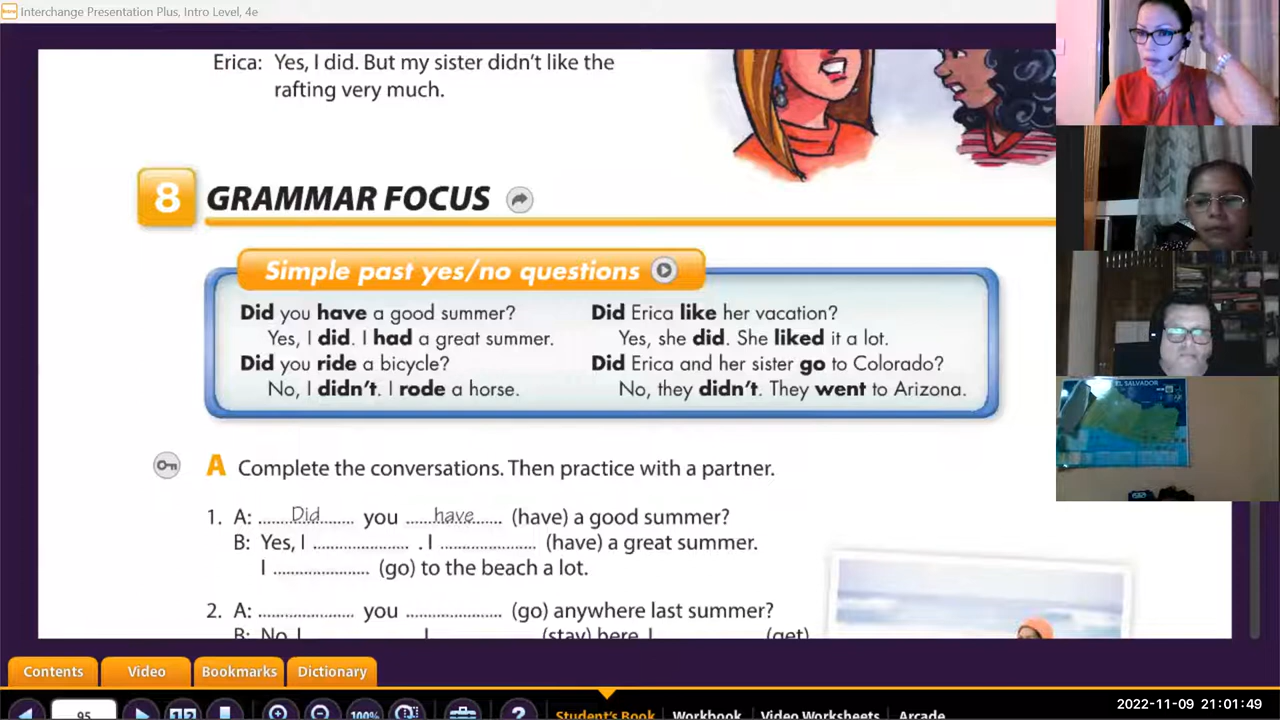 Interchange Presentation Plus, Intro Level, 4e
Erica: Yes, I did. But my sister didn't like the
rafting very much.
8 GRAMMAR FOCUS
Simple past yes/no questions
Did you have a good summer?
Yes, I did. I had a great summer.
Did you ride a bicycle?
No, I didn't. I rode a horse.
Did Erica like her vacation?
Yes, she did. She liked it a lot.
Did Erica and her sister go to Colorado?
No, they didn't. They went to Arizona.
A Complete the conversations. Then practice with a partner.
1. A: Did you have (have) a good summer?
B: Yes, I .................... . I .................... (have) a great summer.
I .................... (go) to the beach a lot.
2. A: .................... you .................... (go) anywhere last summer?
B: No, I .................... I .................... (stay) here. I .................... (get)
EL SALVADOR
Contents Video Bookmarks Dictionary
95 100% ?
Student's Book Workbook Video Worksheets Arcade
2022-11-09 21:01:49